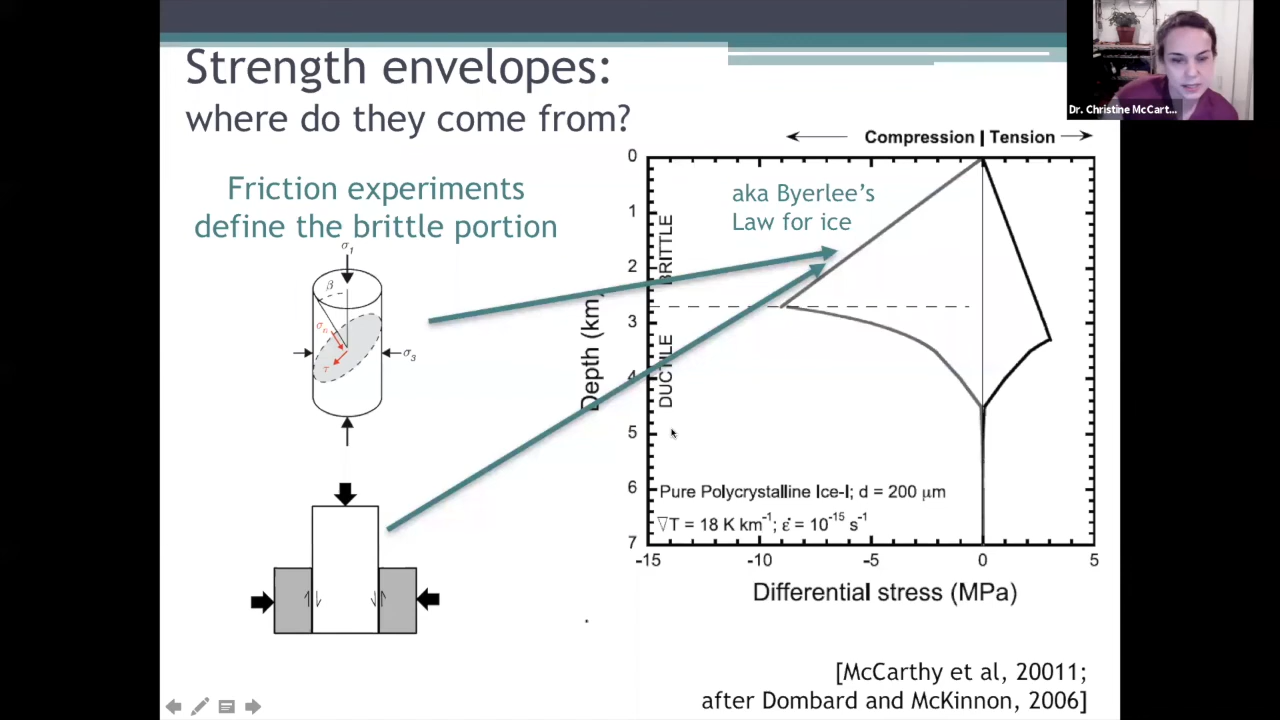 Strength envelopes:
where do they come from?
Dr. Christine McCart...
Friction experiments
define the brittle portion
σ1
β
σn
τ
σ3
Compression | Tension
aka Byerlee's
Law for ice
BRITTLE
DUCTILE
Depth (km)
0
1
2
3
4
5
6
7
Pure Polycrystalline Ice-I; d = 200 μm
∇T = 18 K km⁻¹; ε̇ = 10⁻¹⁵ s⁻¹
-15 -10 -5 0 5
Differential stress (MPa)
[McCarthy et al, 20011;
after Dombard and McKinnon, 2006]